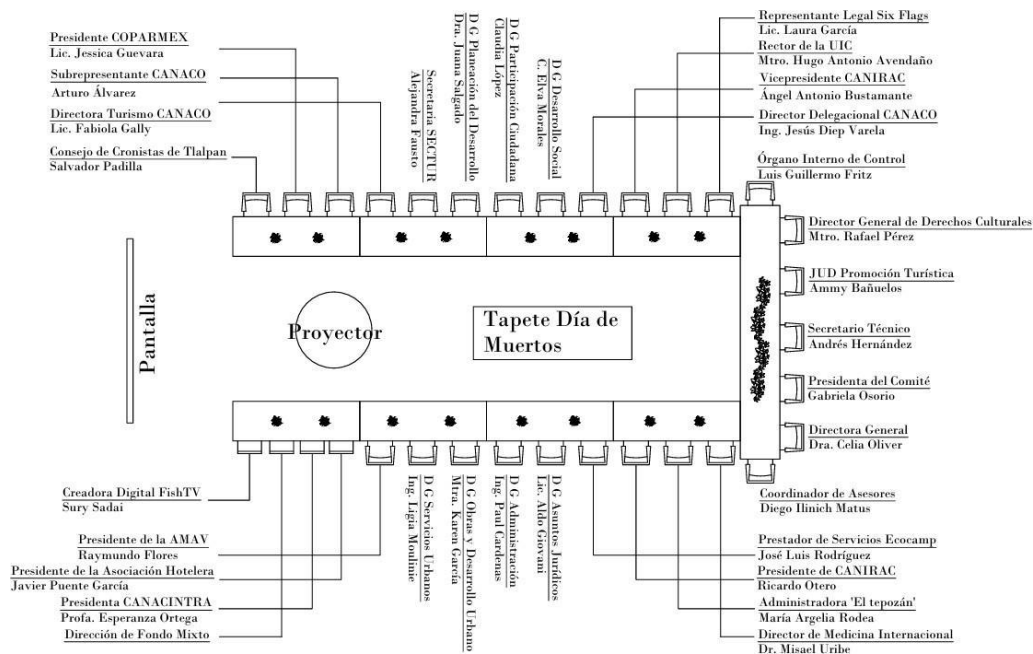 Presidente COPARMEX
Lic. Jessica Guevara
Subrepresentante CANACO
Arturo Álvarez
Directora Turismo CANACO
Lic. Fabiola Gally
Consejo de Cronistas de Tlalpan
Salvador Padilla
Secretaria SECTUR
Alejandra Fausto
D G Planeación del Desarrollo
Dra. Juana Salgado
D G Participación Ciudadana
Claudia López
D G Desarrollo Social
C. Elva Morales
Representante Legal Six Flags
Lic. Laura García
Rector de la UIC
Mtro. Hugo Antonio Avendaño
Vicepresidente CANIRAC
Ángel Antonio Bustamante
Director Delegacional CANACO
Ing. Jesús Diep Varela
Órgano Interno de Control
Luis Guillermo Fritz
Director General de Derechos Culturales
Mtro. Rafael Pérez
JUD Promoción Turística
Ammy Bañuelos
Secretario Técnico
Andrés Hernández
Presidenta del Comité
Gabriela Osorio
Directora General
Dra. Celia Oliver
Pantalla
Proyector
Tapete Día de
Muertos
Creadora Digital FishTV
Sury Sadai
Presidente de la AMAV
Raymundo Flores
Presidente de la Asociación Hotelera
Javier Puente García
Presidenta CANACINTRA
Profa. Esperanza Ortega
Dirección de Fondo Mixto
D G Servicios Urbanos
Ing. Ligia Moulinie
D G Obras y Desarrollo Urbano
Mtra. Karen García
D G Administración
Ing. Paul Cardenas
D G Asuntos Jurídicos
Lic. Aldo Giovani
Coordinador de Asesores
Diego Ilinich Matus
Prestador de Servicios Ecocamp
José Luis Rodríguez
Presidente de CANIRAC
Ricardo Otero
Administradora 'El tepozán'
María Argelia Rodea
Director de Medicina Internacional
Dr. Misael Uribe